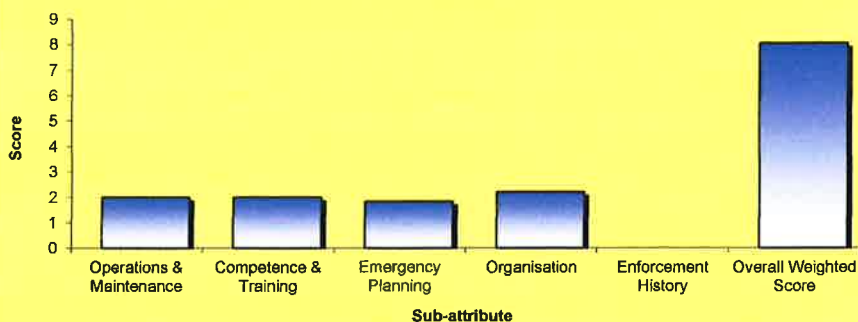 9
8
7
6
5
4
3
2
1
0
Score
Operations &
Maintenance
Competence &
Training
Emergency
Planning
Organisation
Enforcement
History
Overall Weighted
Score
Sub-attribute